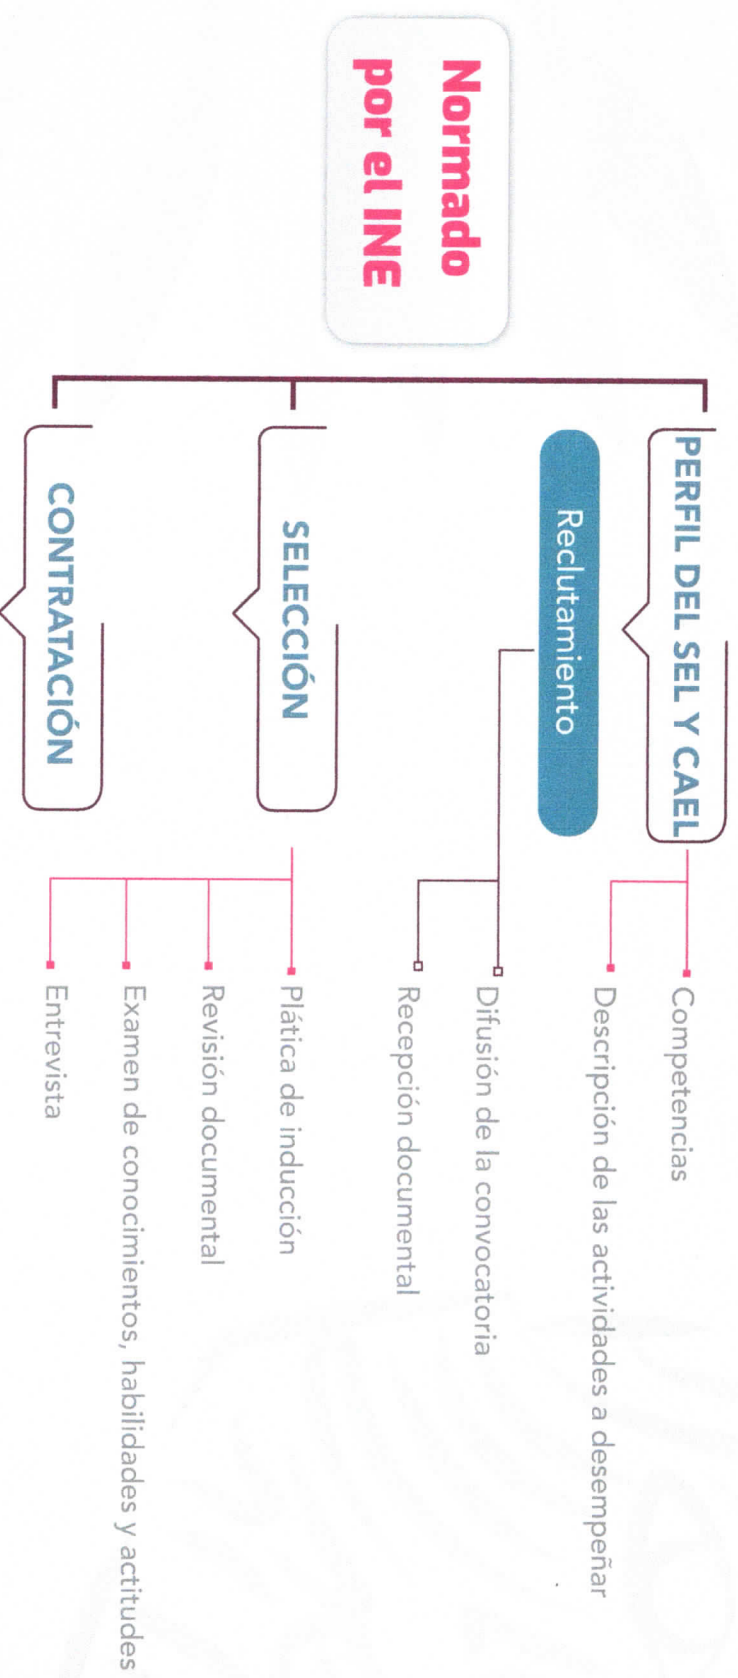 Normado
por el INE
PERFIL DEL SEL Y CAEL
Competencias
Descripción de las actividades a desempeñar
Reclutamiento
Difusión de la convocatoria
Recepción documental
SELECCIÓN
Plática de inducción
Revisión documental
Examen de conocimientos, habilidades y actitudes
Entrevista
CONTRATACIÓN